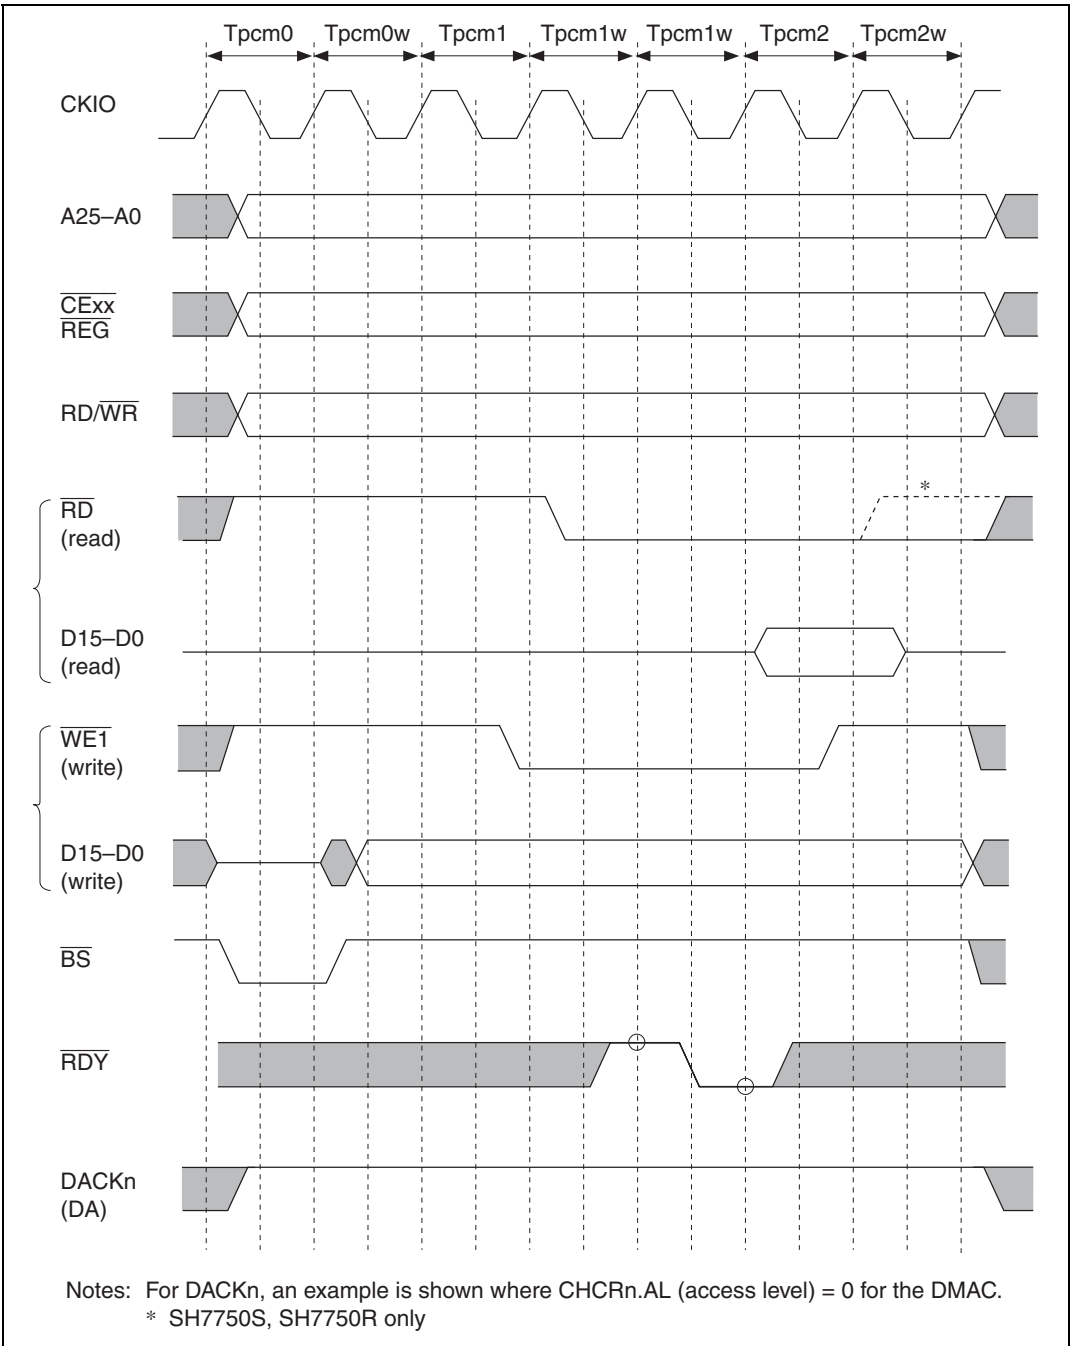 Tpcm0 Tpcm0w Tpcm1 Tpcm1w Tpcm1w Tpcm2 Tpcm2w
CKIO
A25–A0
CExx
REG
RD/WR
*
RD
(read)
D15–D0
(read)
WE1
(write)
D15–D0
(write)
BS
RDY
DACKn
(DA)
Notes: For DACKn, an example is shown where CHCRn.AL (access level) = 0 for the DMAC.
* SH7750S, SH7750R only